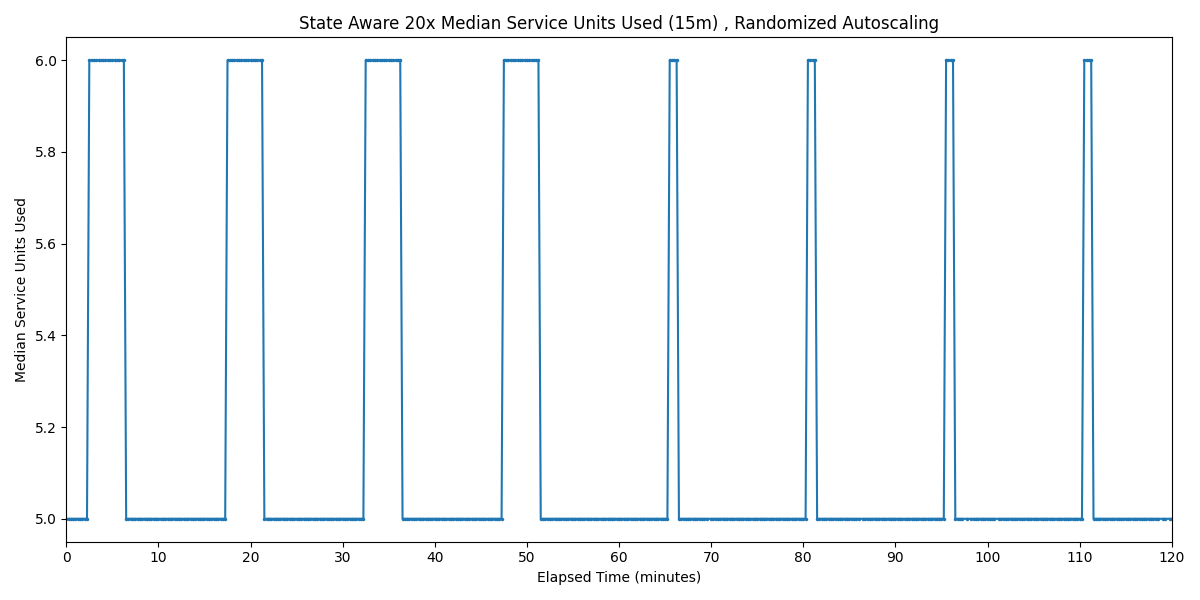 State Aware 20x Median Service Units Used (15m) , Randomized Autoscaling
Median Service Units Used
6.0
5.8
5.6
5.4
5.2
5.0
0 10 20 30 40 50 60 70 80 90 100 110 120
Elapsed Time (minutes)